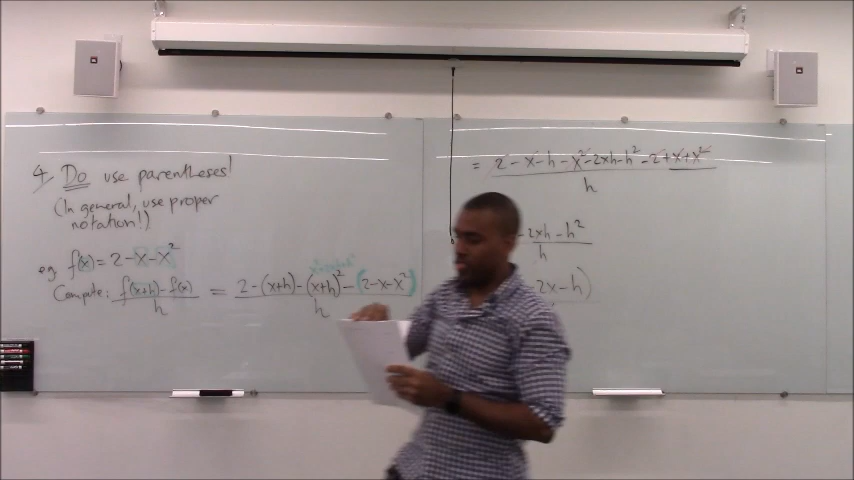 4. Do use parentheses!
(In general, use proper
notation!)
eg f(x) = 2-x-x²
Compute: f(x+h) - f(x) / h = 2-(x+h)-(x+h)² - (2-x-x²) / h
= 2-x-h-x²-2xh-h²-2+x+x² / h
-2xh-h² / h
-2x-h)